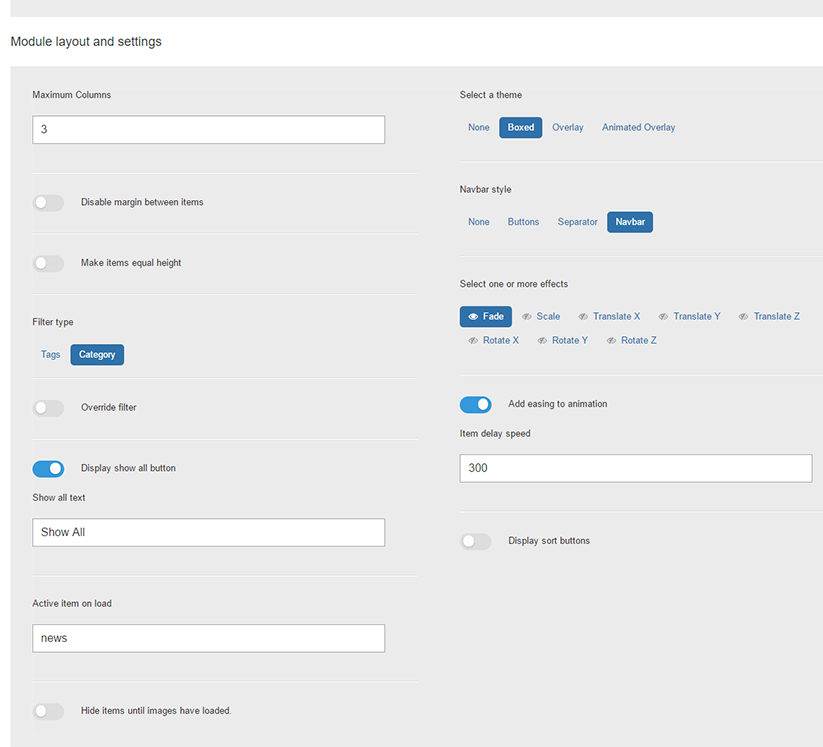 Module layout and settings
Maximum Columns
3
Disable margin between items
Make items equal height
Filter type
Tags Category
Override filter
Display show all button
Show all text
Show All
Active item on load
news
Hide items until images have loaded.
Select a theme
None Boxed Overlay Animated Overlay
Navbar style
None Buttons Separator Navbar
Select one or more effects
Fade Scale Translate X Translate Y Translate Z
Rotate X Rotate Y Rotate Z
Add easing to animation
Item delay speed
300
Display sort buttons